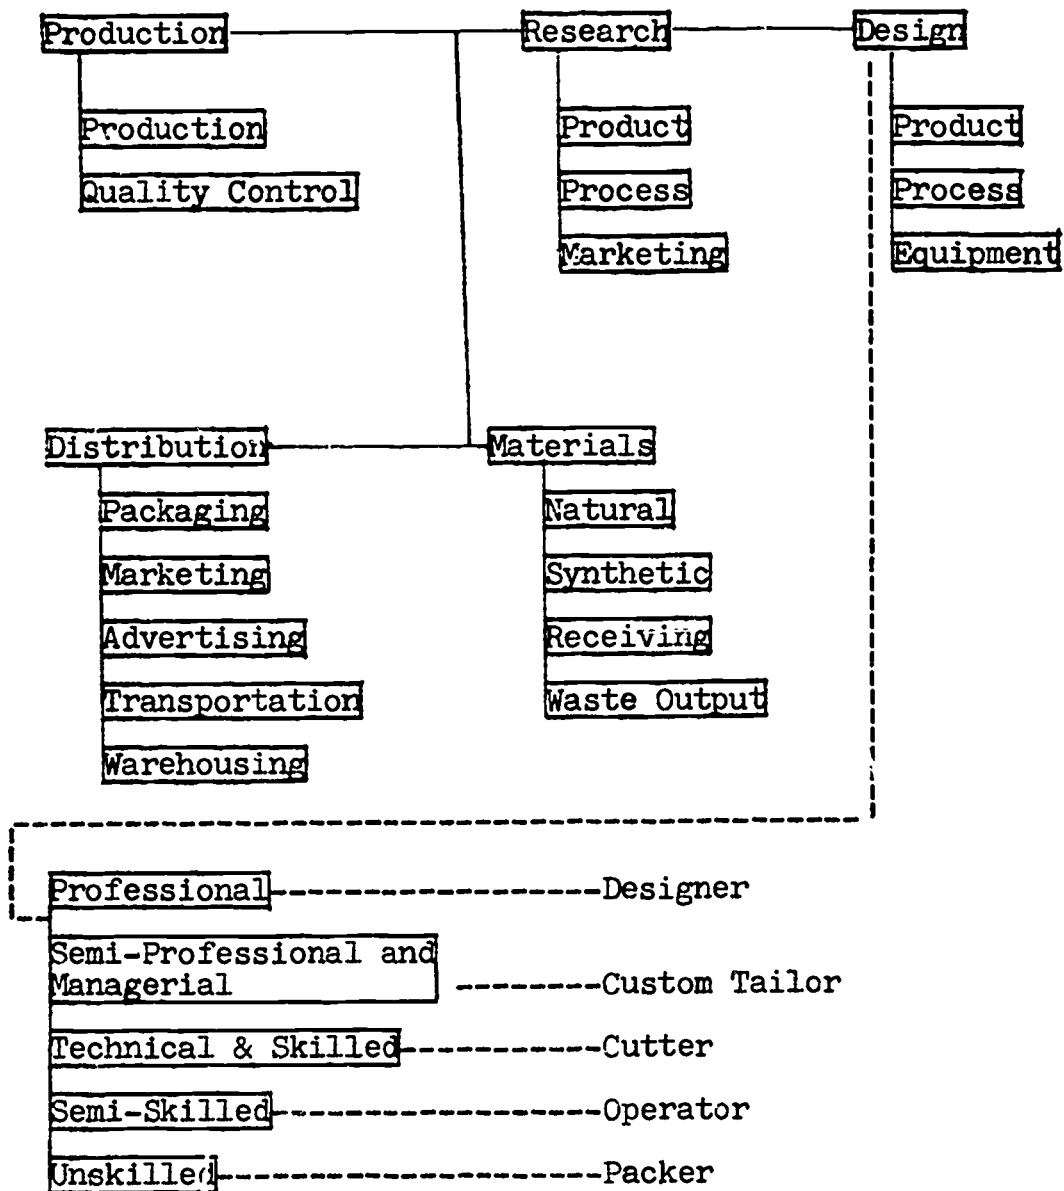 Production
Research
Design
Production
Quality Control
Product
Process
Marketing
Product
Process
Equipment
Distribution
Materials
Packaging
Marketing
Advertising
Transportation
Warehousing
Natural
Synthetic
Receiving
Waste Output
Professional
Designer
Semi-Professional and
Managerial
Custom Tailor
Technical & Skilled
Cutter
Semi-Skilled
Operator
Unskilled
Packer